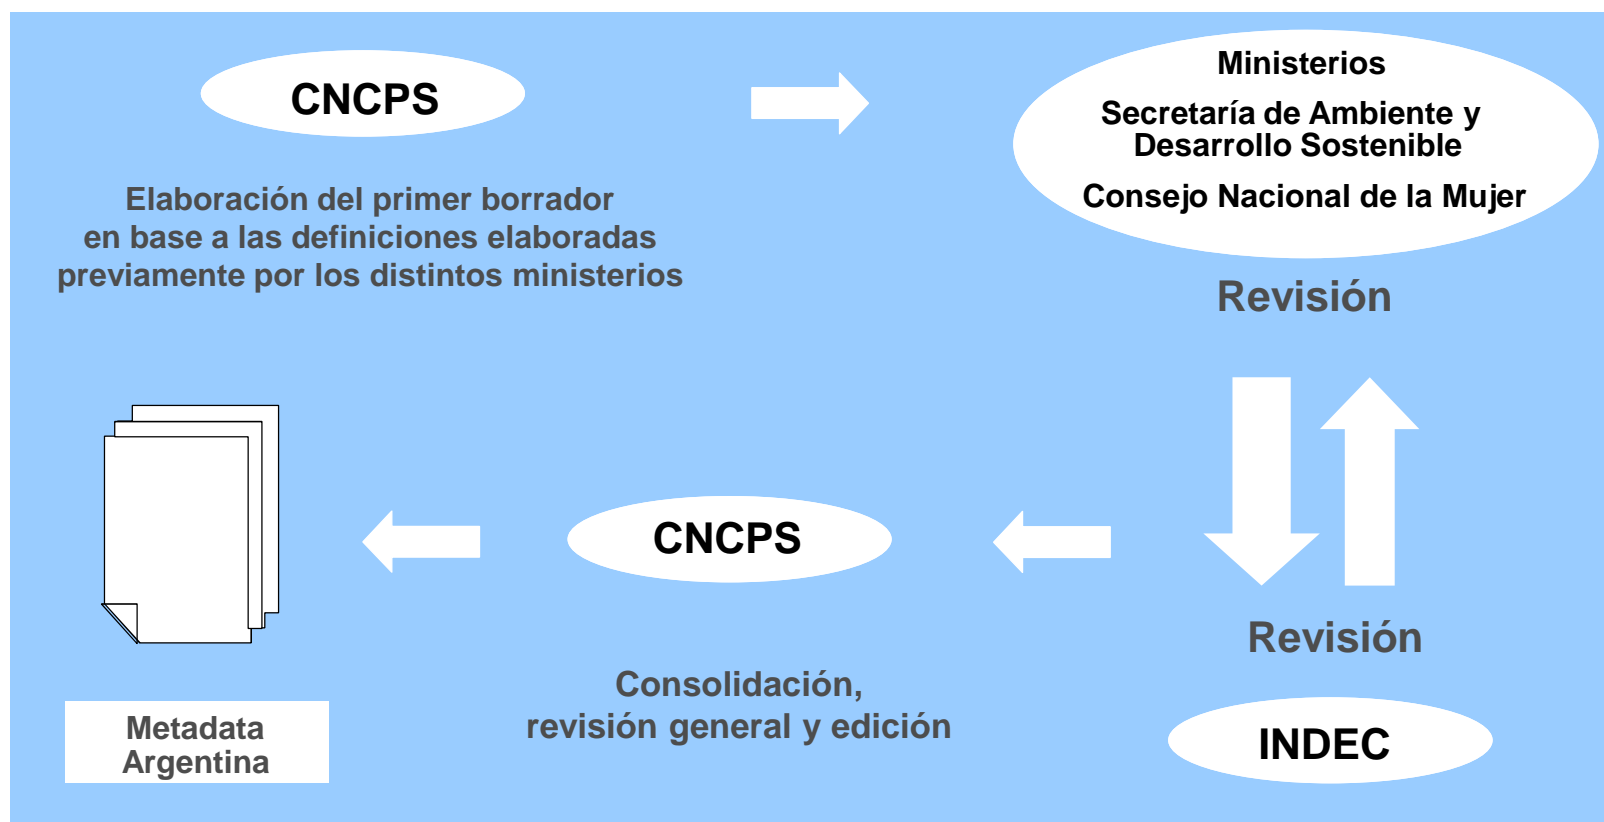 CNCPS
Elaboración del primer borrador
en base a las definiciones elaboradas
previamente por los distintos ministerios
Ministerios
Secretaría de Ambiente y
Desarrollo Sostenible
Consejo Nacional de la Mujer
Revisión
Revisión
INDEC
CNCPS
Consolidación,
revisión general y edición
Metadata
Argentina